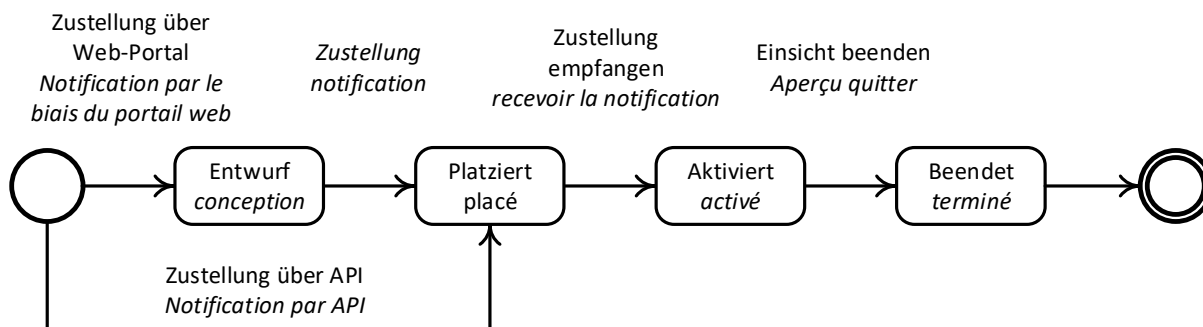 Zustellung über
Web-Portal
Notification par le
biais du portail web
Zustellung
notification
Zustellung
empfangen
recevoir la notification
Einsicht beenden
Aperçu quitter
Entwurf
conception
Platziert
placé
Aktiviert
activé
Beendet
terminé
Zustellung über API
Notification par API